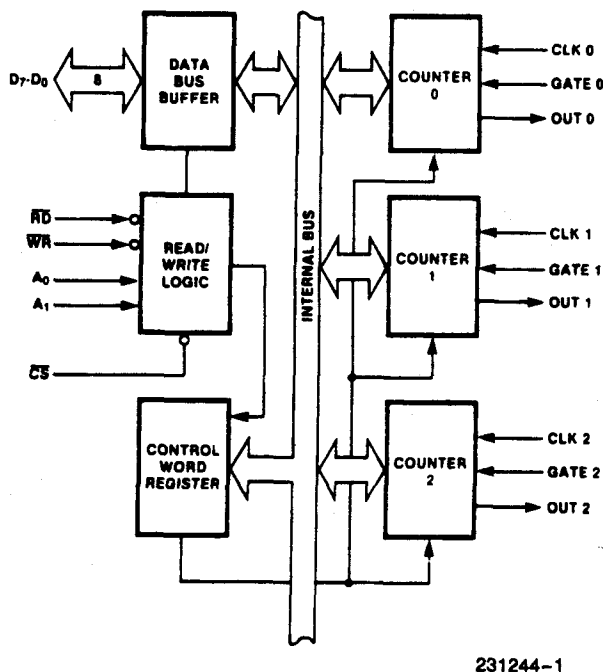 D7-D0
8
DATA
BUS
BUFFER
COUNTER
0
CLK 0
GATE 0
OUT 0
RD
WR
A0
A1
CS
READ/
WRITE
LOGIC
INTERNAL BUS
COUNTER
1
CLK 1
GATE 1
OUT 1
CONTROL
WORD
REGISTER
COUNTER
2
CLK 2
GATE 2
OUT 2
231244-1